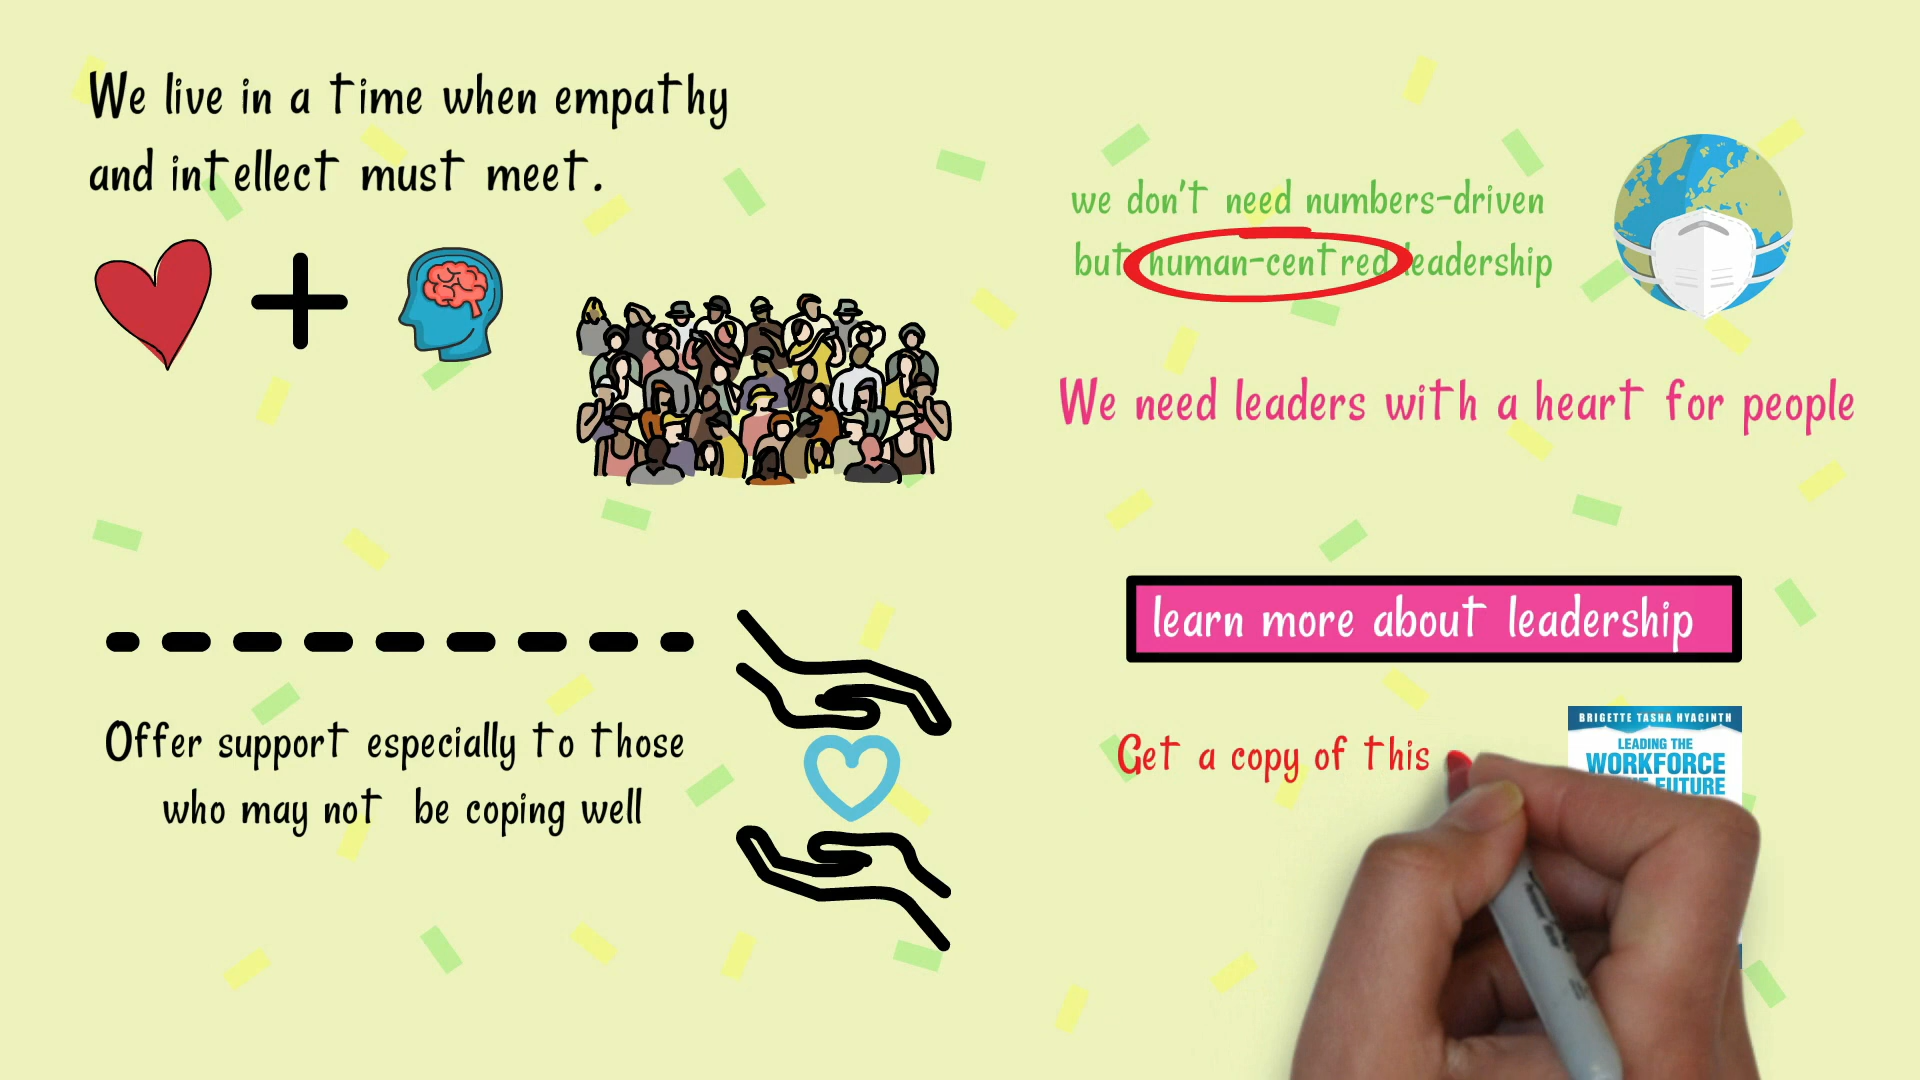 We live in a time when empathy
and intellect must meet.
we don't need numbers-driven
but human-centred leadership
We need leaders with a heart for people
learn more about leadership
Offer support especially to those
who may not be coping well
Get a copy of this
BRIGETTE TASHA HYACINTH
LEADING THE
WORKFORCE
FUTURE